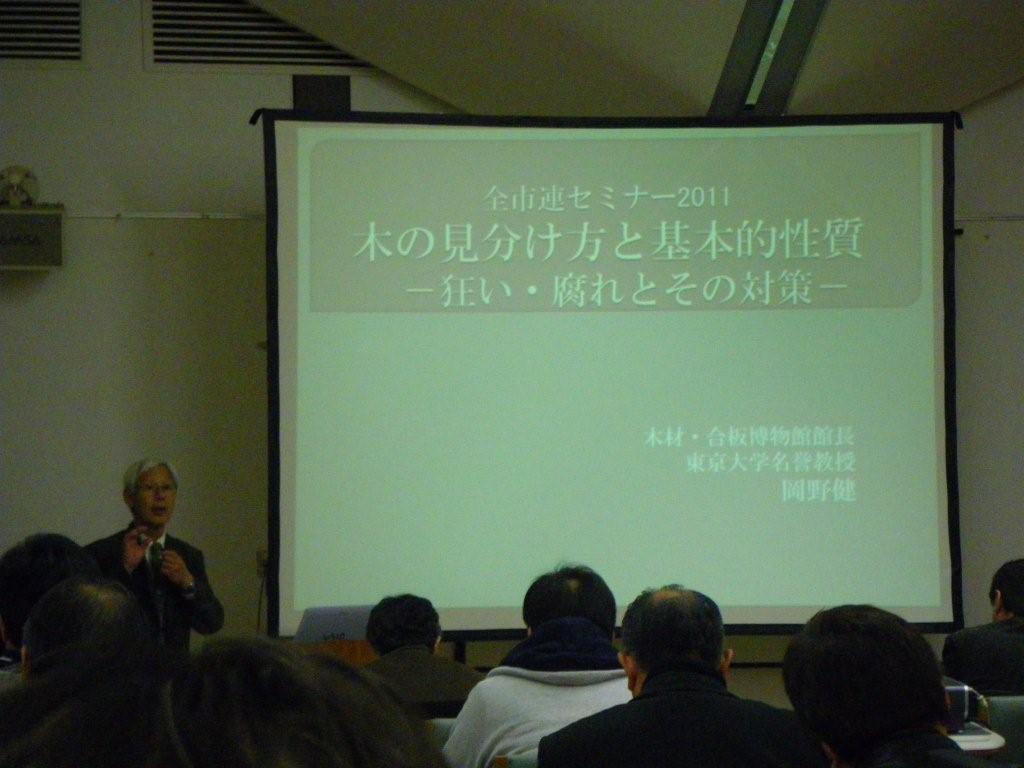 全市連セミナー2011
木の見分け方と基本的性質
－狂い・腐れとその対策－
木材・合板博物館館長
東京大学名誉教授
岡野健